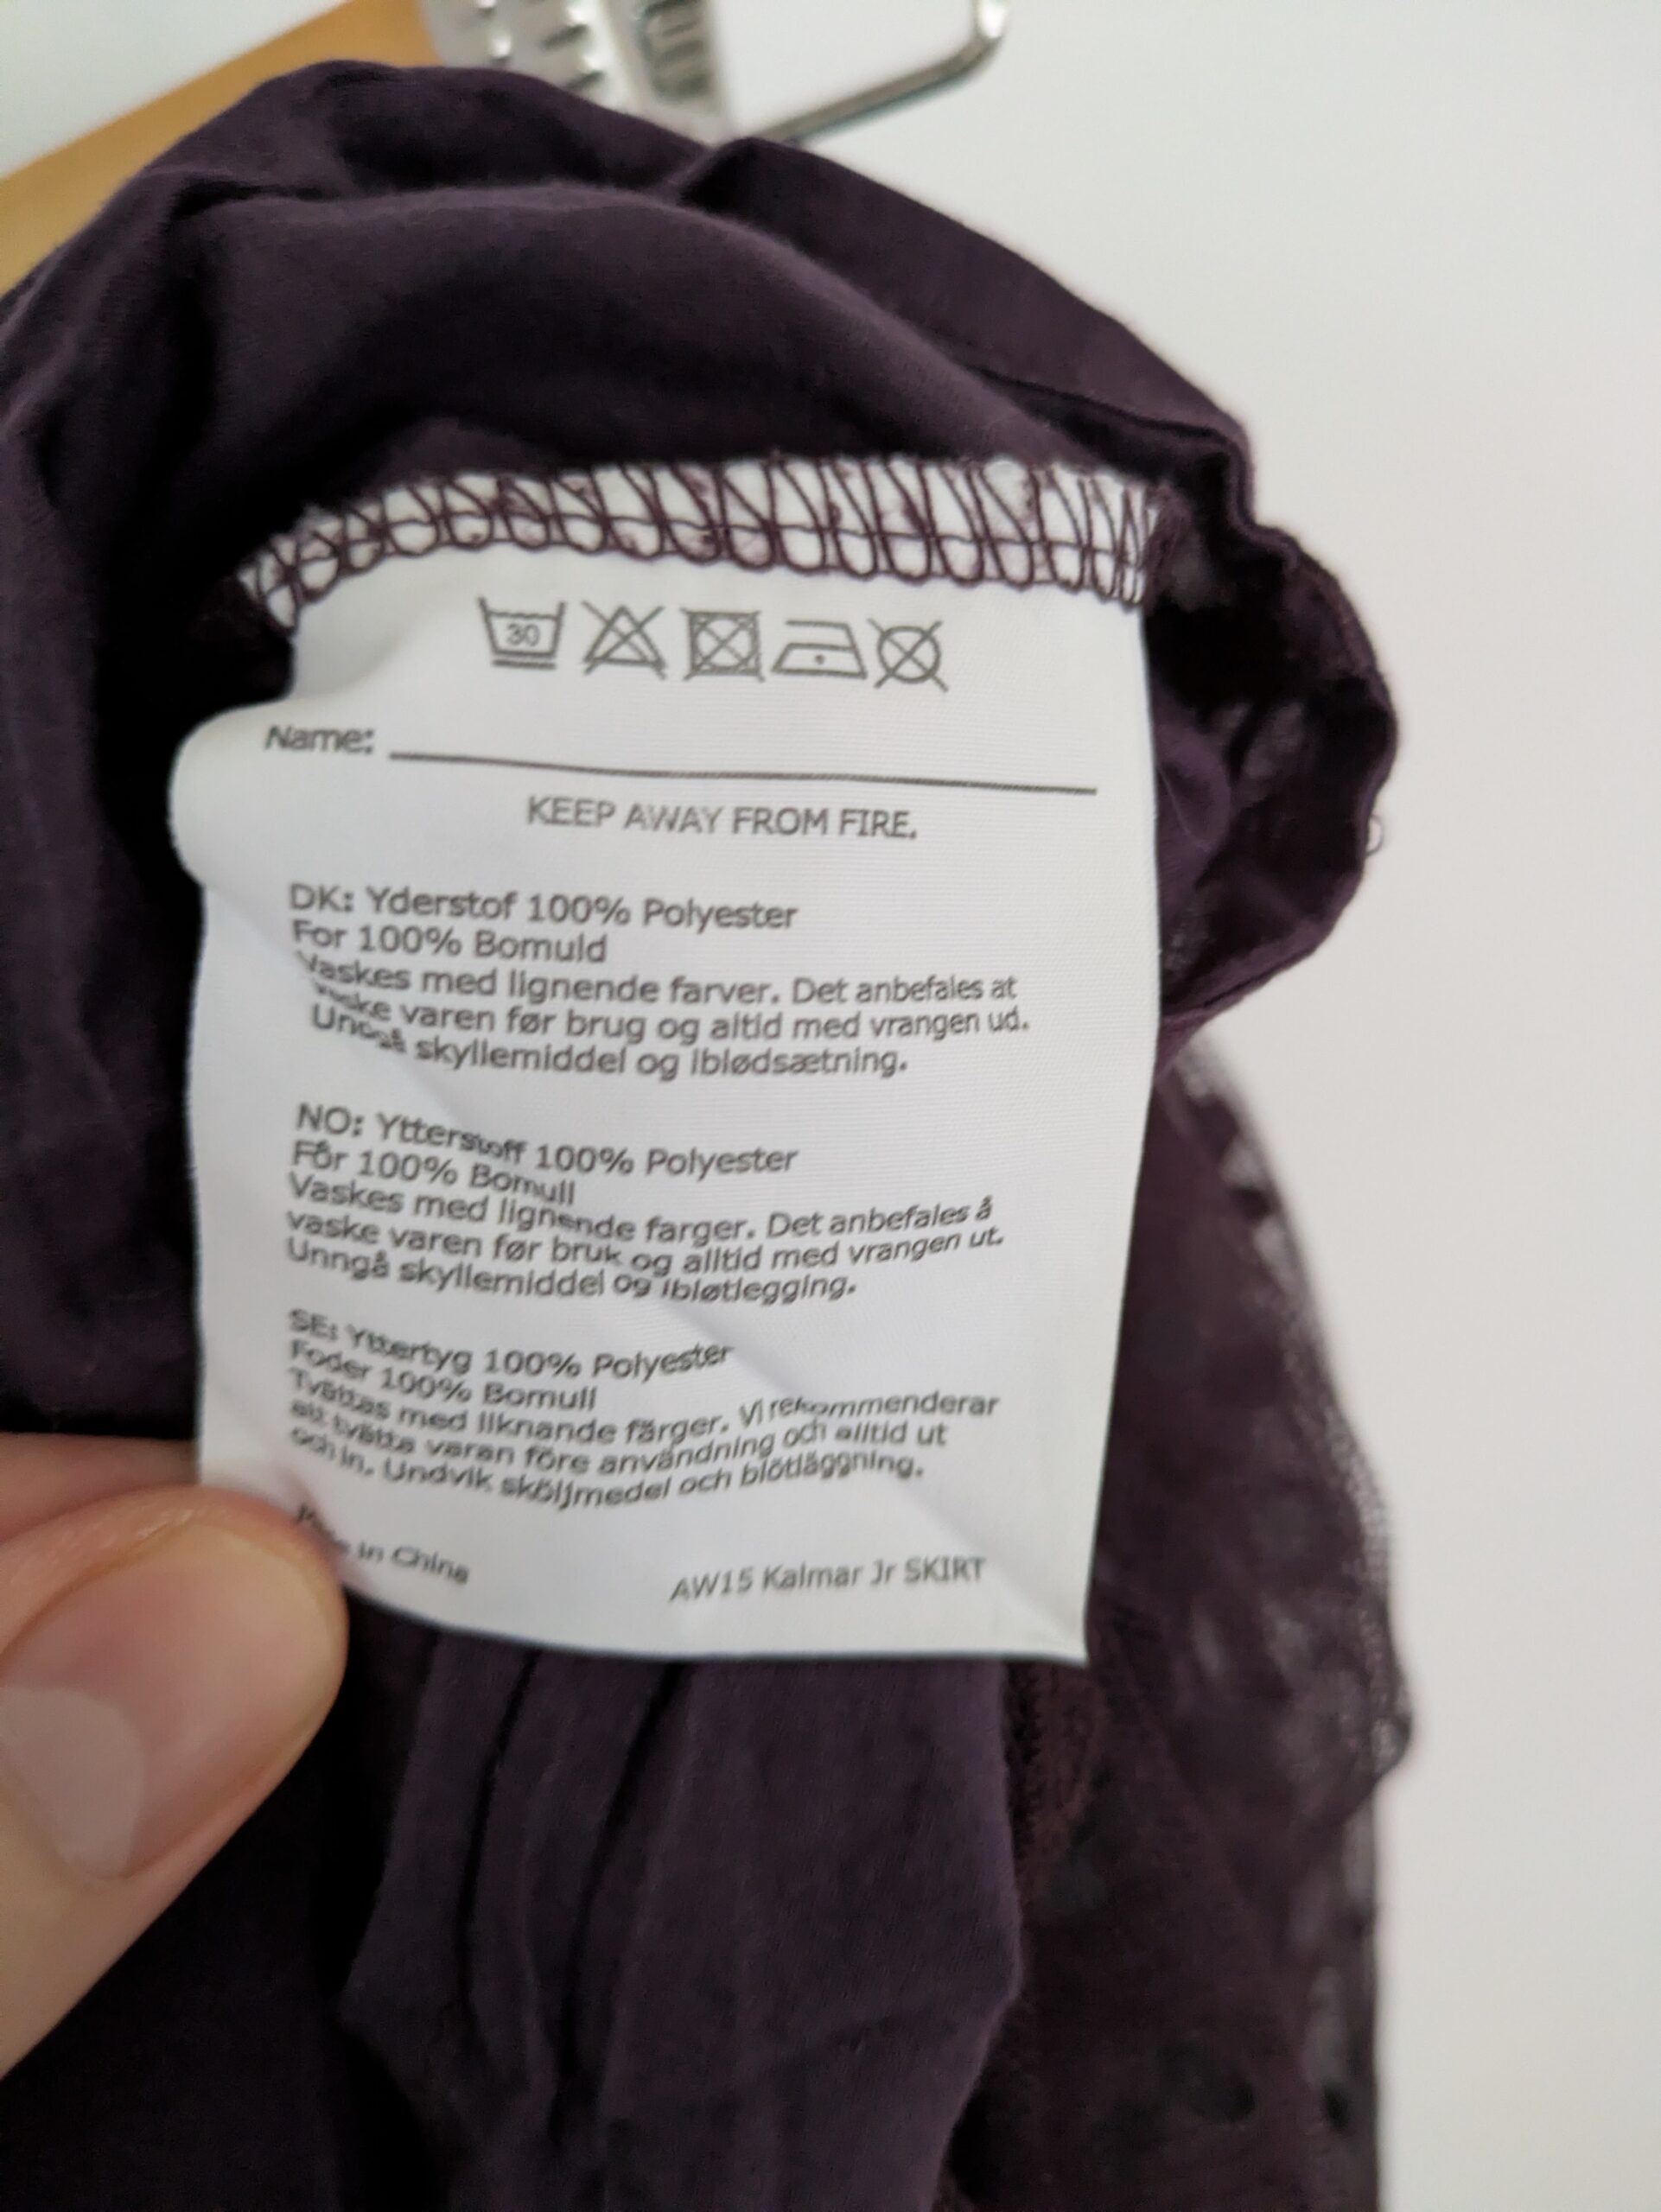 30
Name:
KEEP AWAY FROM FIRE.
DK: Yderstof 100% Polyester
For 100% Bomuld
Vaskes med lignende farver. Det anbefales at
vaske varen før brug og altid med vrangen ud.
Undgå skyllemiddel og iblødsætning.
NO: Ytterstoff 100% Polyester
Fôr 100% Bomull
Vaskes med lignende farger. Det anbefales å
vaske varen før bruk og alltid med vrangen ut.
Unngå skyllemiddel og ibløtlegging.
SE: Yttertyg 100% Polyester
Foder 100% Bomull
Tvättas med liknande färger. Vi rekommenderar
att tvätta varan före användning och alltid ut
och in. Undvik sköljmedel och blötläggning.
in China
AW15 Kalmar Jr SKIRT